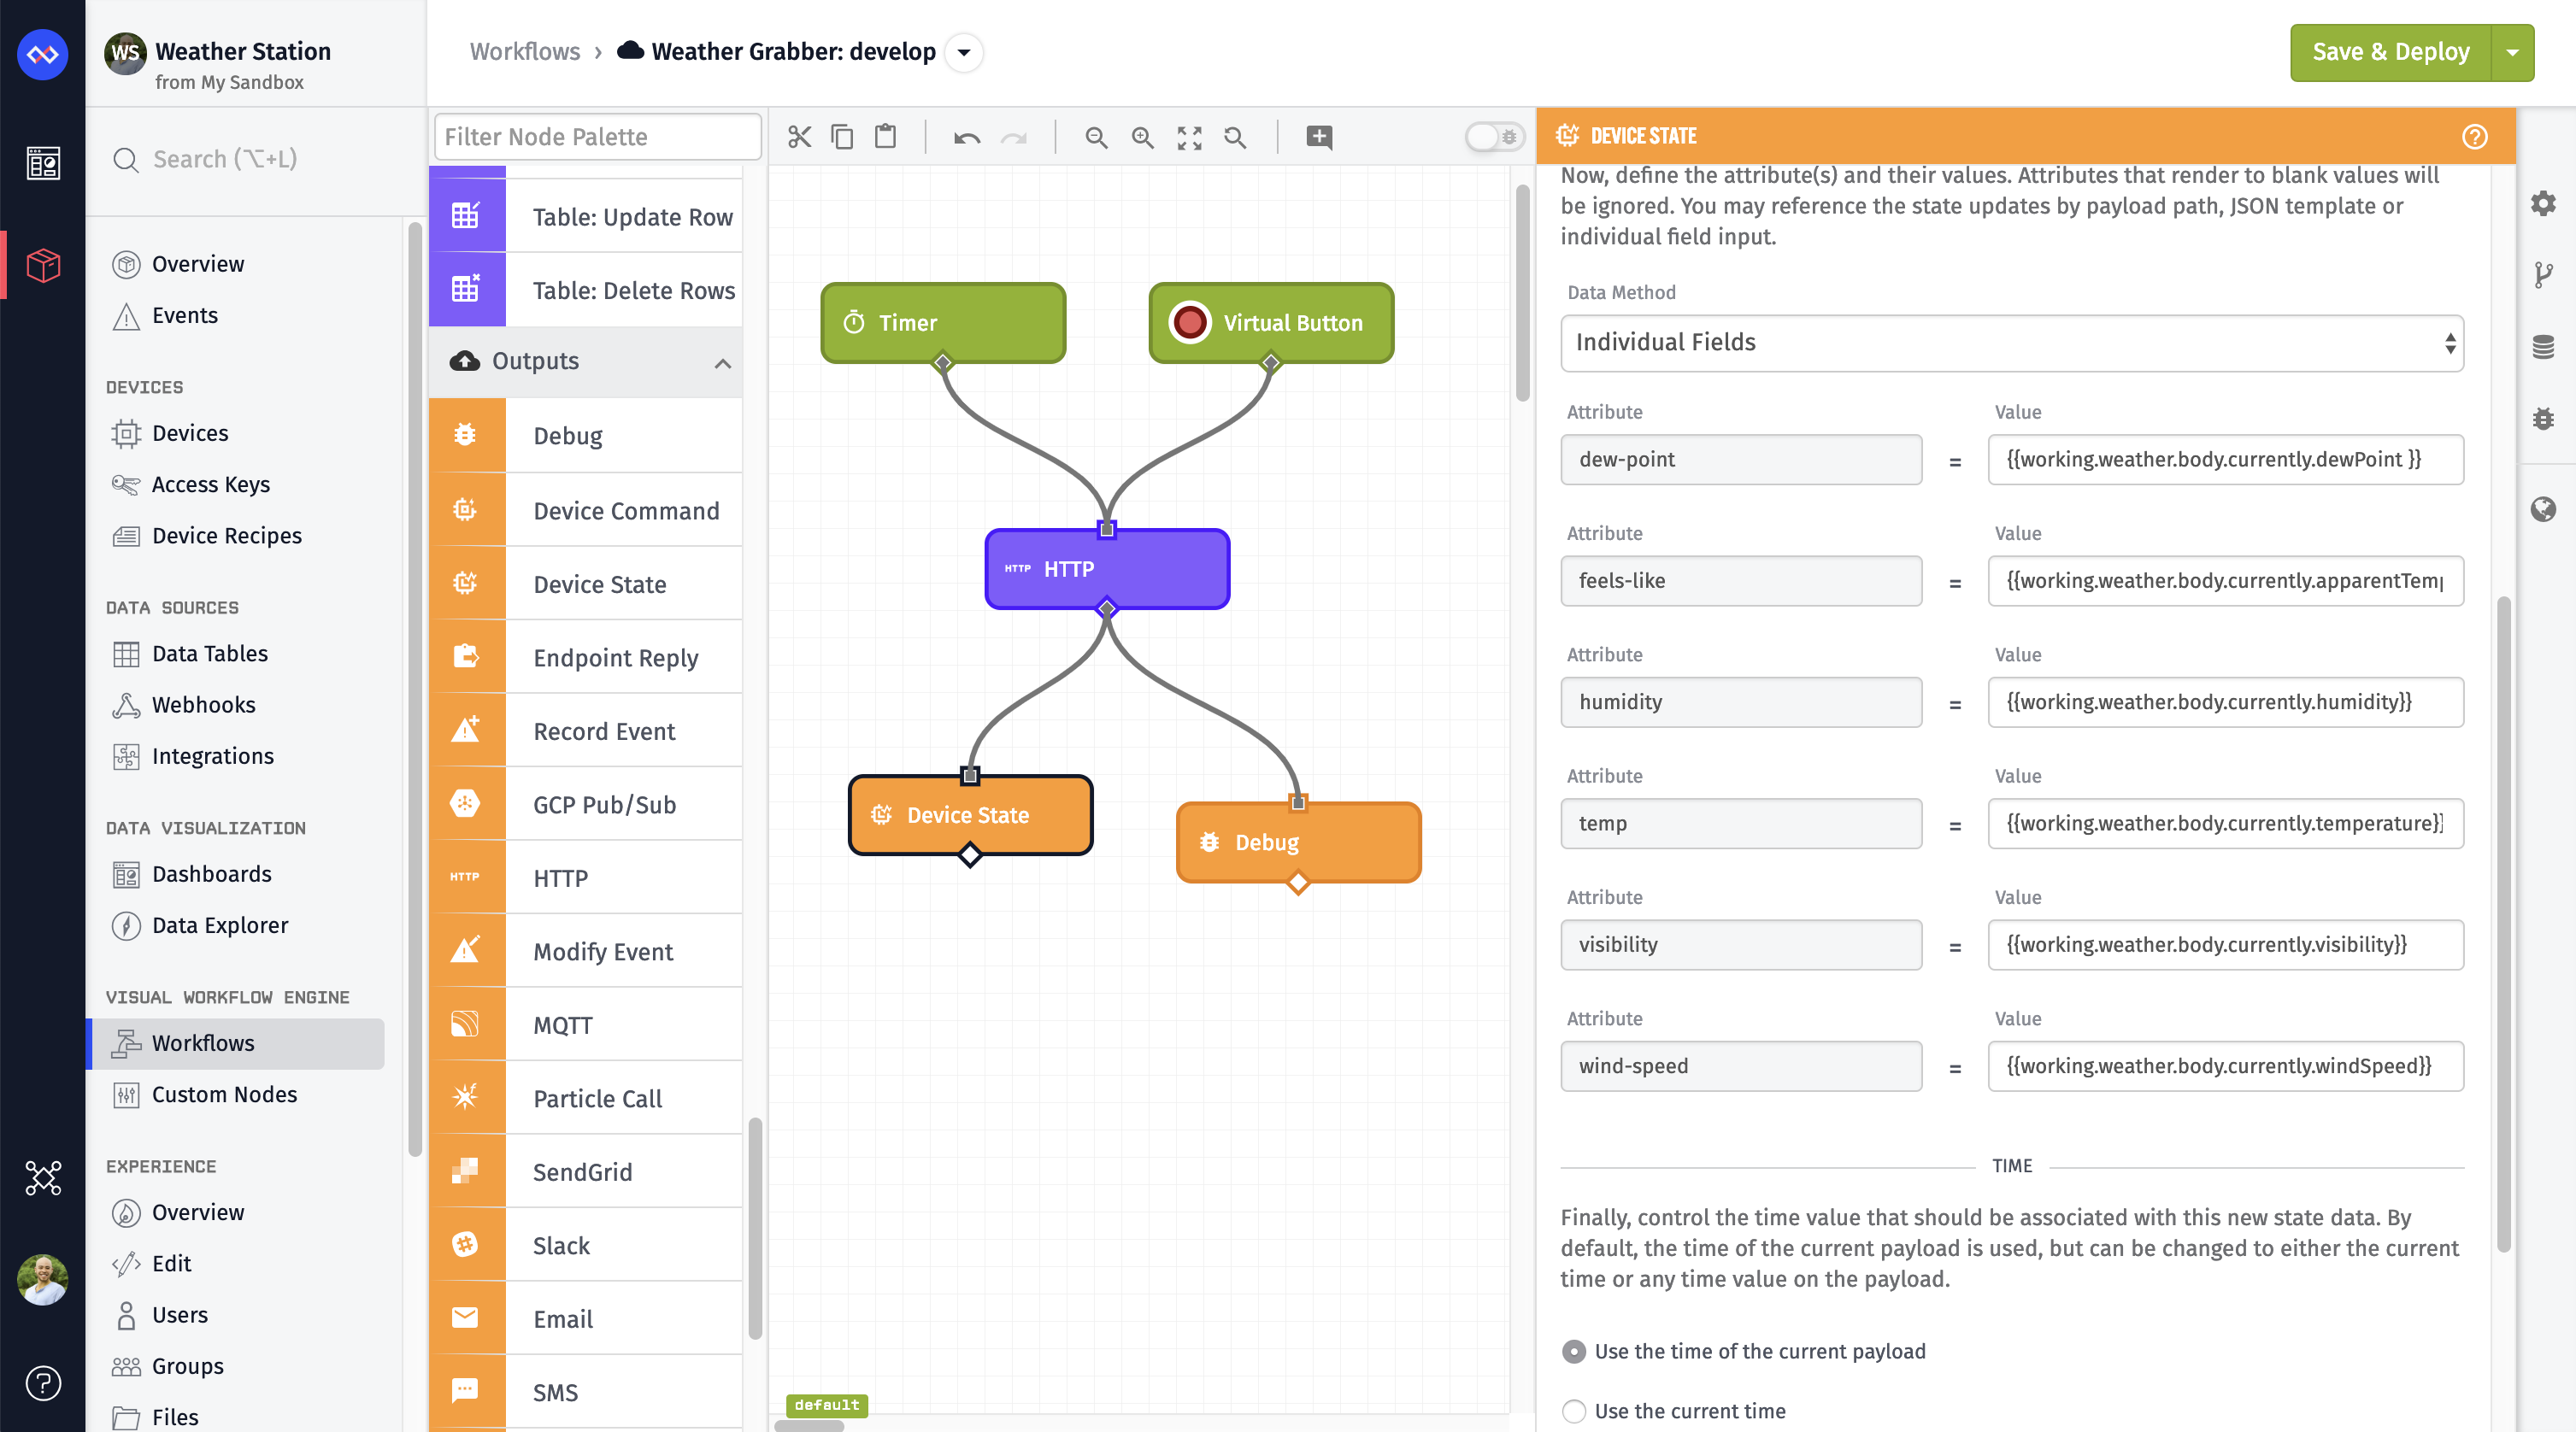 WS
Weather Station
from My Sandbox
Workflows › Weather Grabber: develop
Save & Deploy
Search (⌥+L)
Overview
Events
DEVICES
Devices
Access Keys
Device Recipes
DATA SOURCES
Data Tables
Webhooks
Integrations
DATA VISUALIZATION
Dashboards
Data Explorer
VISUAL WORKFLOW ENGINE
Workflows
Custom Nodes
EXPERIENCE
Overview
Edit
Users
Groups
Files
Filter Node Palette
Table: Update Row
Table: Delete Rows
Outputs
Debug
Device Command
Device State
Endpoint Reply
Record Event
GCP Pub/Sub
HTTP HTTP
Modify Event
MQTT
Particle Call
SendGrid
Slack
Email
SMS
Timer
Virtual Button
HTTP HTTP
Device State
Debug
default
DEVICE STATE
Now, define the attribute(s) and their values. Attributes that render to blank values will
be ignored. You may reference the state updates by payload path, JSON template or
individual field input.
Data Method
Individual Fields
Attribute Value
dew-point = {{working.weather.body.currently.dewPoint }}
Attribute Value
feels-like = {{working.weather.body.currently.apparentTemp
Attribute Value
humidity = {{working.weather.body.currently.humidity}}
Attribute Value
temp = {{working.weather.body.currently.temperature}}
Attribute Value
visibility = {{working.weather.body.currently.visibility}}
Attribute Value
wind-speed = {{working.weather.body.currently.windSpeed}}
TIME
Finally, control the time value that should be associated with this new state data. By
default, the time of the current payload is used, but can be changed to either the current
time or any time value on the payload.
Use the time of the current payload
Use the current time